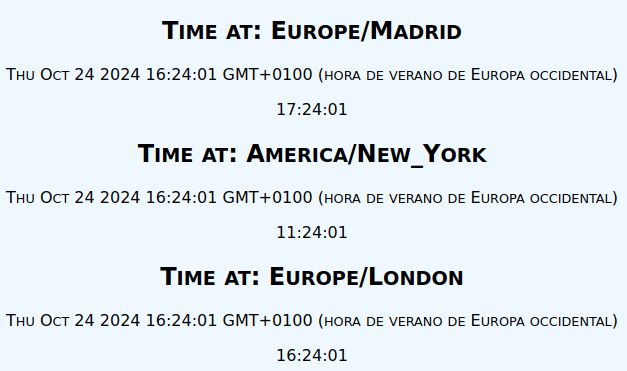 Time at: Europe/Madrid
Thu Oct 24 2024 16:24:01 GMT+0100 (hora de verano de Europa occidental)
17:24:01
Time at: America/New_York
Thu Oct 24 2024 16:24:01 GMT+0100 (hora de verano de Europa occidental)
11:24:01
Time at: Europe/London
Thu Oct 24 2024 16:24:01 GMT+0100 (hora de verano de Europa occidental)
16:24:01